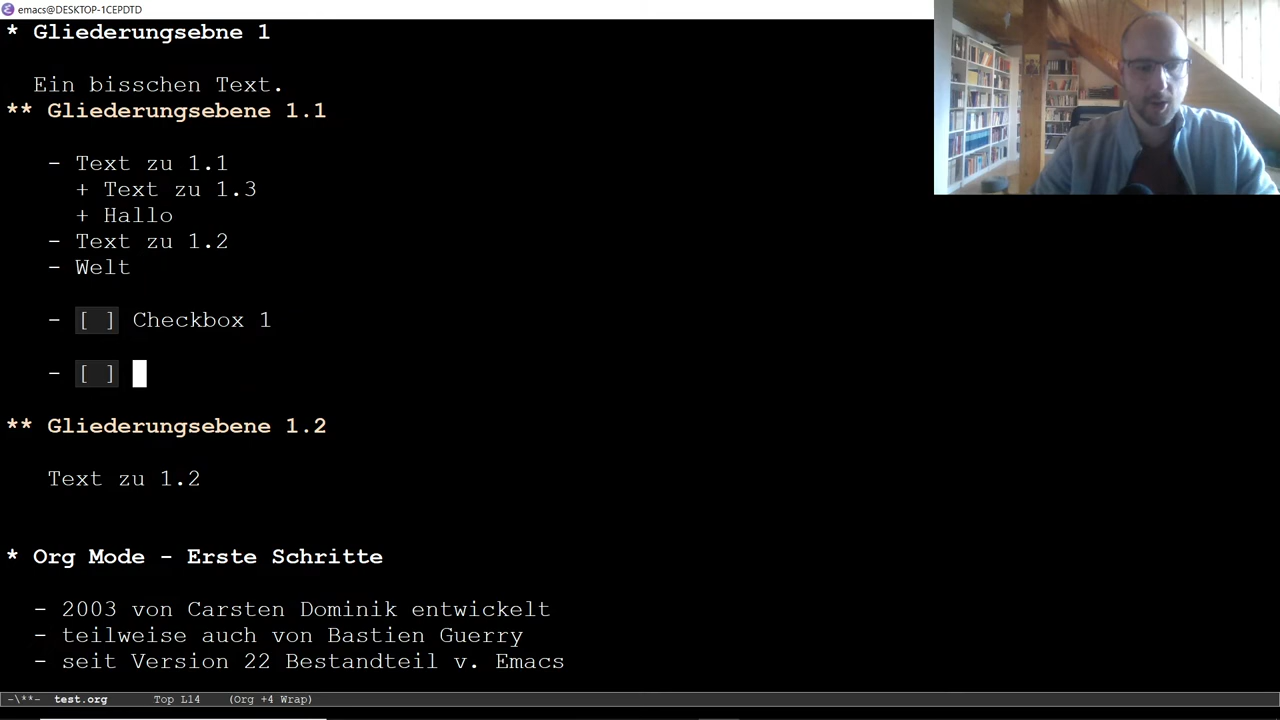 emacs@DESKTOP-1CEPDTD
* Gliederungsebne 1
Ein bisschen Text.
** Gliederungsebene 1.1
- Text zu 1.1
+ Text zu 1.3
+ Hallo
- Text zu 1.2
- Welt
- [ ] Checkbox 1
- [ ]
** Gliederungsebene 1.2
Text zu 1.2
* Org Mode - Erste Schritte
- 2003 von Carsten Dominik entwickelt
- teilweise auch von Bastien Guerry
- seit Version 22 Bestandteil v. Emacs
-\**- test.org Top L14 (Org +4 Wrap)